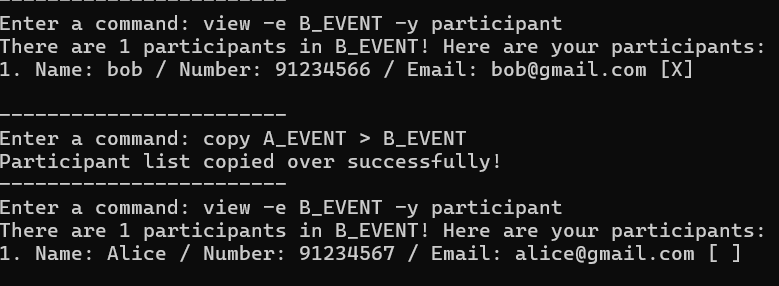 ------------------------
Enter a command: view -e B_EVENT -y participant
There are 1 participants in B_EVENT! Here are your participants:
1. Name: bob / Number: 91234566 / Email: bob@gmail.com [X]
------------------------
Enter a command: copy A_EVENT > B_EVENT
Participant list copied over successfully!
------------------------
Enter a command: view -e B_EVENT -y participant
There are 1 participants in B_EVENT! Here are your participants:
1. Name: Alice / Number: 91234567 / Email: alice@gmail.com [ ]